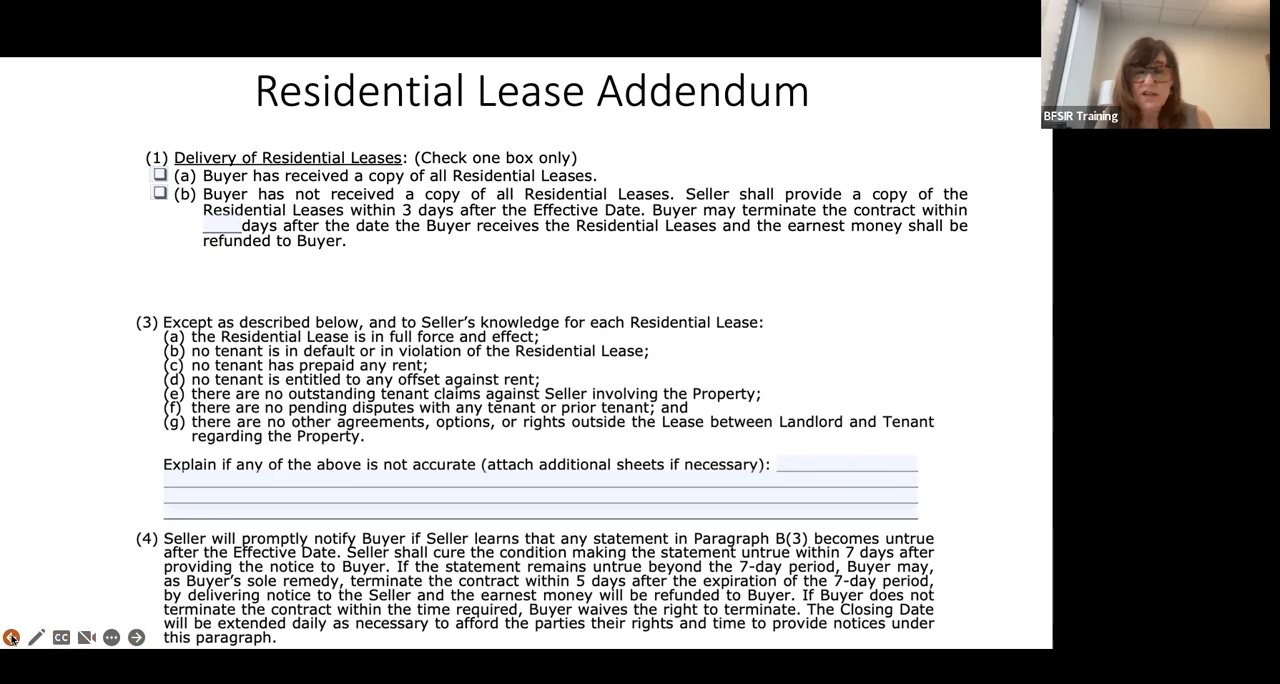 Residential Lease Addendum
BFSIR Training
(1) Delivery of Residential Leases: (Check one box only)
(a) Buyer has received a copy of all Residential Leases.
(b) Buyer has not received a copy of all Residential Leases. Seller shall provide a copy of the
Residential Leases within 3 days after the Effective Date. Buyer may terminate the contract within
____days after the date the Buyer receives the Residential Leases and the earnest money shall be
refunded to Buyer.
(3) Except as described below, and to Seller's knowledge for each Residential Lease:
(a) the Residential Lease is in full force and effect;
(b) no tenant is in default or in violation of the Residential Lease;
(c) no tenant has prepaid any rent;
(d) no tenant is entitled to any offset against rent;
(e) there are no outstanding tenant claims against Seller involving the Property;
(f) there are no pending disputes with any tenant or prior tenant; and
(g) there are no other agreements, options, or rights outside the Lease between Landlord and Tenant
regarding the Property.
Explain if any of the above is not accurate (attach additional sheets if necessary):
(4) Seller will promptly notify Buyer if Seller learns that any statement in Paragraph B(3) becomes untrue
after the Effective Date. Seller shall cure the condition making the statement untrue within 7 days after
providing the notice to Buyer. If the statement remains untrue beyond the 7-day period, Buyer may,
as Buyer's sole remedy, terminate the contract within 5 days after the expiration of the 7-day period,
by delivering notice to the Seller and the earnest money will be refunded to Buyer. If Buyer does not
terminate the contract within the time required, Buyer waives the right to terminate. The Closing Date
will be extended daily as necessary to afford the parties their rights and time to provide notices under
this paragraph.
CC